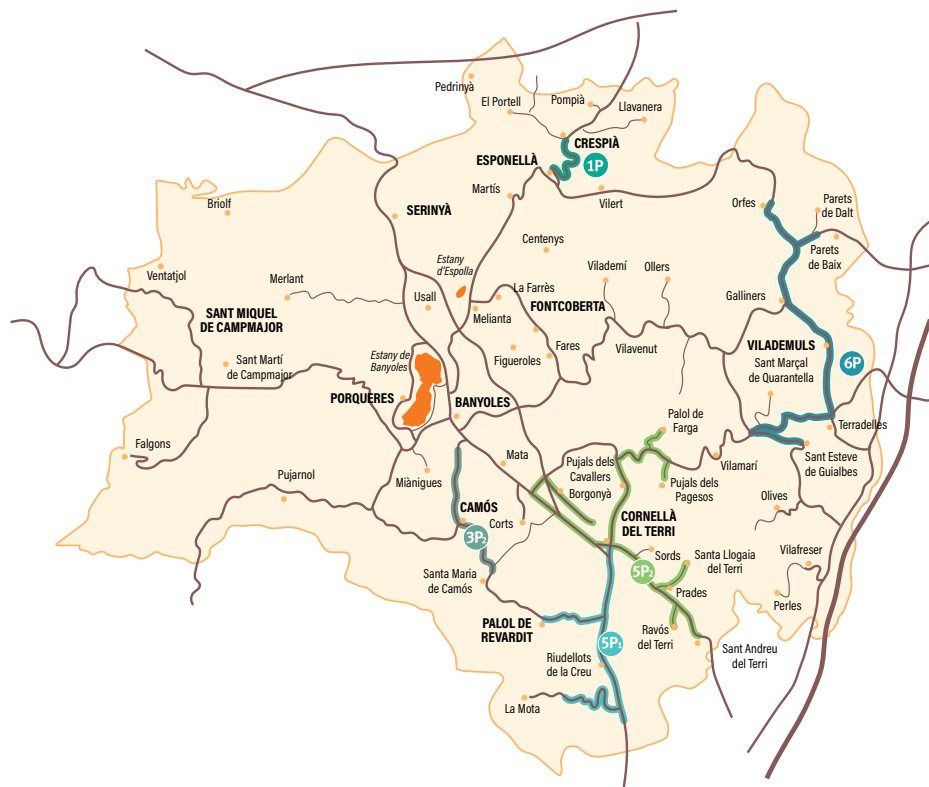 Pedrinyà
El Portell
Pompià
Llavanera
CRESPIÀ
ESPONELLÀ
1P
Martís
Vilert
Briolf
SERINYÀ
Orfes
Parets
de Dalt
Parets
de Baix
Centenys
Estany
d'Espolla
Ventatjol
Merlant
Usall
La Farrès
Vilademí
Ollers
FONTCOBERTA
Melianta
Galliners
SANT MIQUEL
DE CAMPMAJOR
Fares
Vilavenut
Figueroles
VILADEMULS
Sant Marçal
de Quarantella
6P
Sant Martí
de Campmajor
Estany de
Banyoles
PORQUERES
BANYOLES
Palol de
Farga
Terradelles
Falgons
Mata
Pujals dels
Cavallers
Borgonyà
Vilamarí
Sant Esteve
de Guialbes
Pujarnol
Miànigues
Pujals dels
Pagesos
Olives
CAMÓS
Corts
CORNELLÀ
DEL TERRI
3P2
Sords
Santa Llogaia
del Terri
Vilafreser
5P2
Santa Maria
de Camós
Prades
Perles
PALOL DE
REVARDIT
5P1
Ravós
del Terri
Sant Andreu
del Terri
Riudellots
de la Creu
La Mota